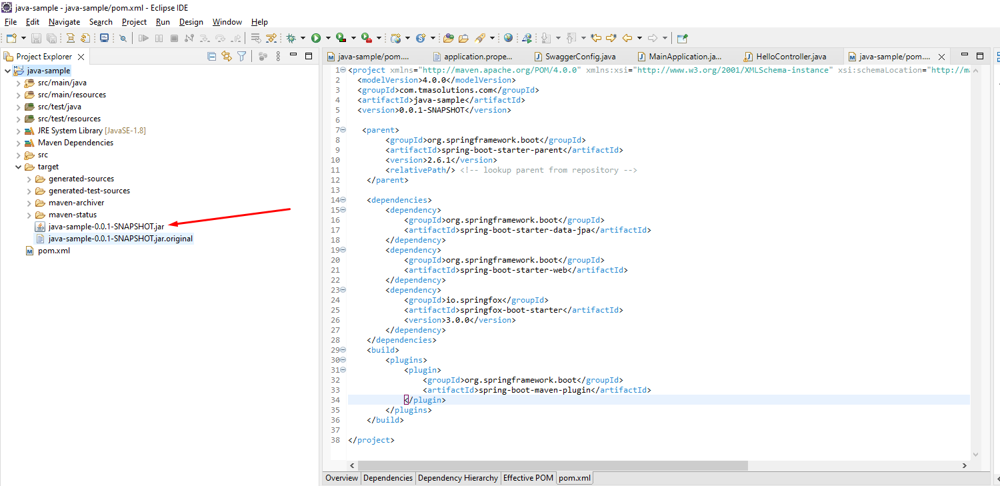 java-sample - java-sample/pom.xml - Eclipse IDE
File Edit Navigate Search Project Run Design Window Help
Project Explorer
java-sample
src/main/java
src/main/resources
src/test/java
src/test/resources
JRE System Library [JavaSE-1.8]
Maven Dependencies
src
target
generated-sources
generated-test-sources
maven-archiver
maven-status
java-sample-0.0.1-SNAPSHOT.jar
java-sample-0.0.1-SNAPSHOT.jar.original
pom.xml
java-sample/pom.... application.prope... SwaggerConfig.java MainApplication.ja... HelloController.java java-sample/pom....
1 <project xmlns="http://maven.apache.org/POM/4.0.0" xmlns:xsi="http://www.w3.org/2001/XMLSchema-instance" xsi:schemaLocation="http://ma
2 <modelVersion>4.0.0</modelVersion>
3 <groupId>com.tmasolutions.com</groupId>
4 <artifactId>java-sample</artifactId>
5 <version>0.0.1-SNAPSHOT</version>
6
7 <parent>
8 <groupId>org.springframework.boot</groupId>
9 <artifactId>spring-boot-starter-parent</artifactId>
10 <version>2.6.1</version>
11 <relativePath/> <!-- lookup parent from repository -->
12 </parent>
13
14 <dependencies>
15 <dependency>
16 <groupId>org.springframework.boot</groupId>
17 <artifactId>spring-boot-starter-data-jpa</artifactId>
18 </dependency>
19 <dependency>
20 <groupId>org.springframework.boot</groupId>
21 <artifactId>spring-boot-starter-web</artifactId>
22 </dependency>
23 <dependency>
24 <groupId>io.springfox</groupId>
25 <artifactId>springfox-boot-starter</artifactId>
26 <version>3.0.0</version>
27 </dependency>
28 </dependencies>
29 <build>
30 <plugins>
31 <plugin>
32 <groupId>org.springframework.boot</groupId>
33 <artifactId>spring-boot-maven-plugin</artifactId>
34 </plugin>
35 </plugins>
36 </build>
37
38 </project>
Overview Dependencies Dependency Hierarchy Effective POM pom.xml